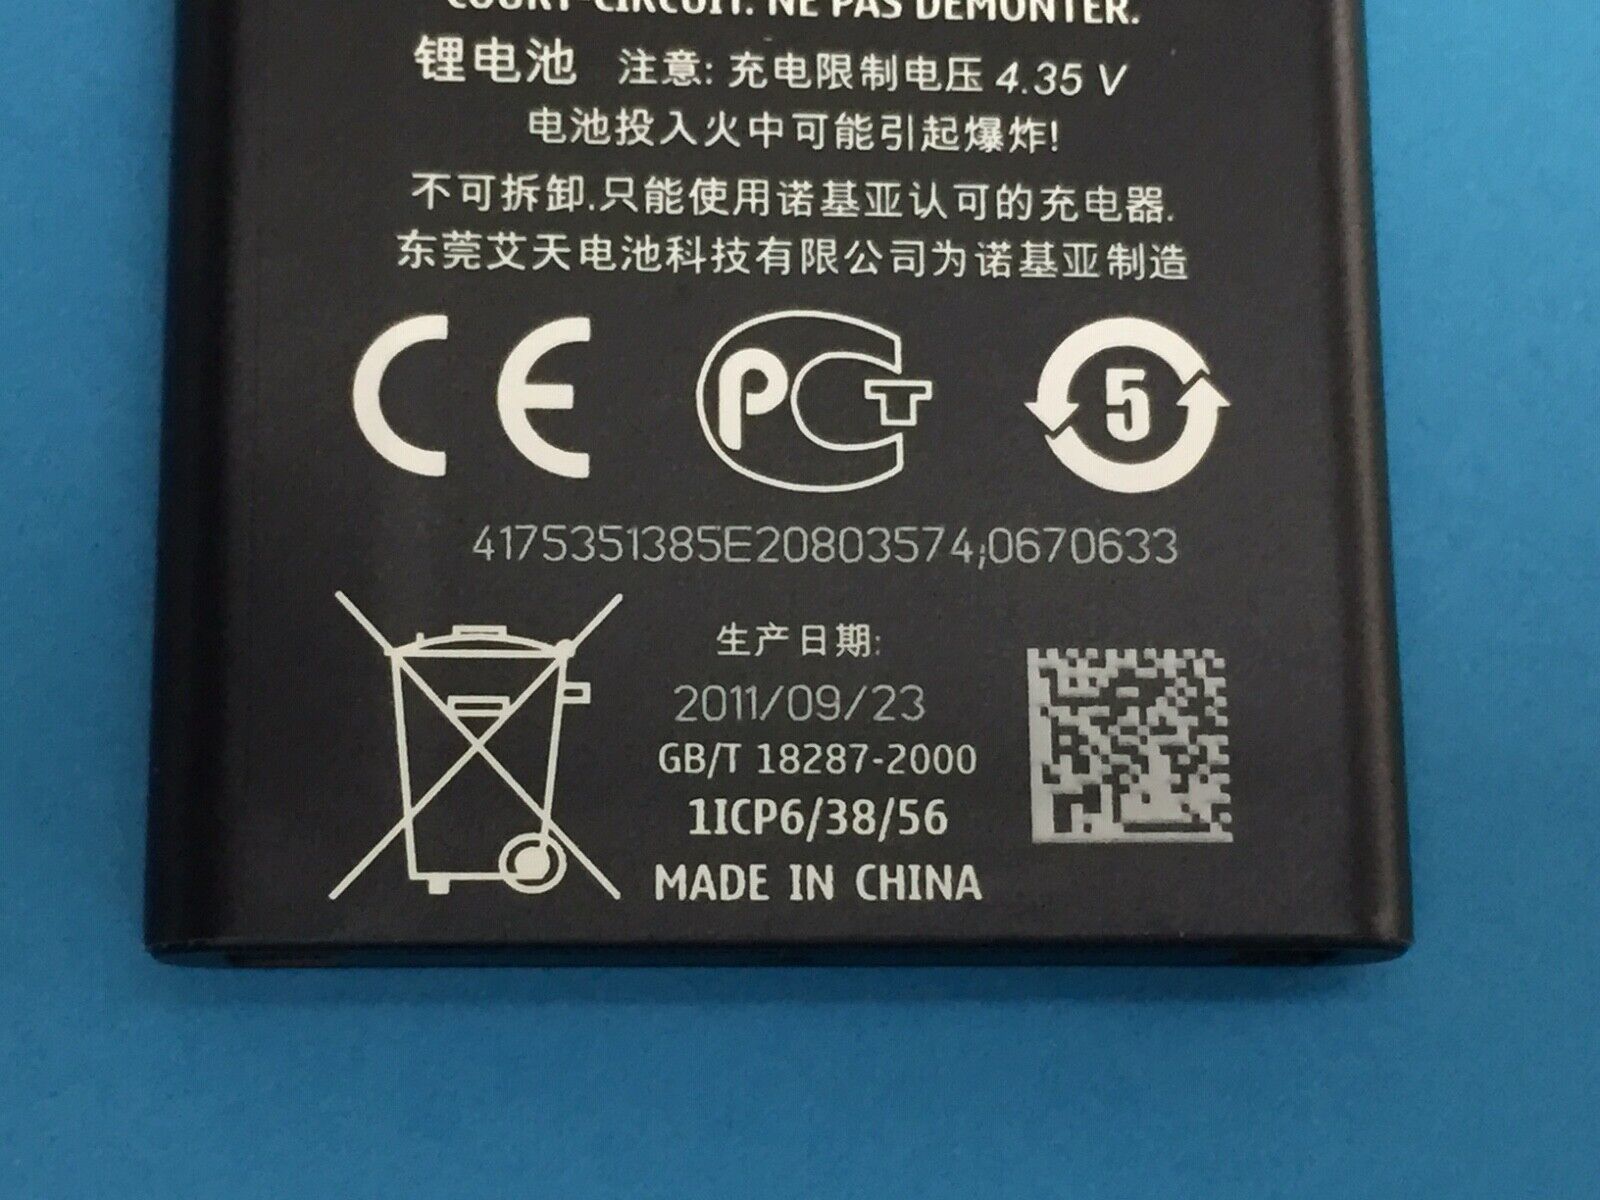 COURT-CIRCUIT. NE PAS DEMONTER.
锂电池 注意: 充电限制电压 4.35 V
电池投入火中可能引起爆炸!
不可拆卸.只能使用诺基亚认可的充电器.
东莞艾天电池科技有限公司为诺基亚制造
CE PCT 5
4175351385E20803574;0670633
生产日期:
2011/09/23
GB/T 18287-2000
1ICP6/38/56
MADE IN CHINA